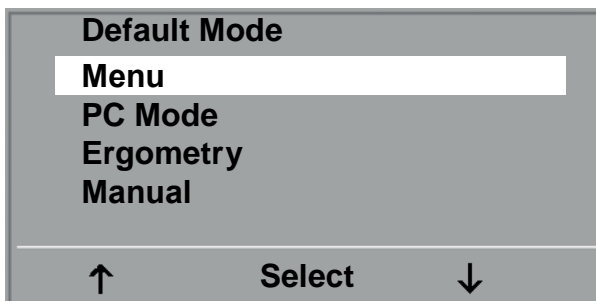 Default Mode
Menu
PC Mode
Ergometry
Manual
↑ Select ↓